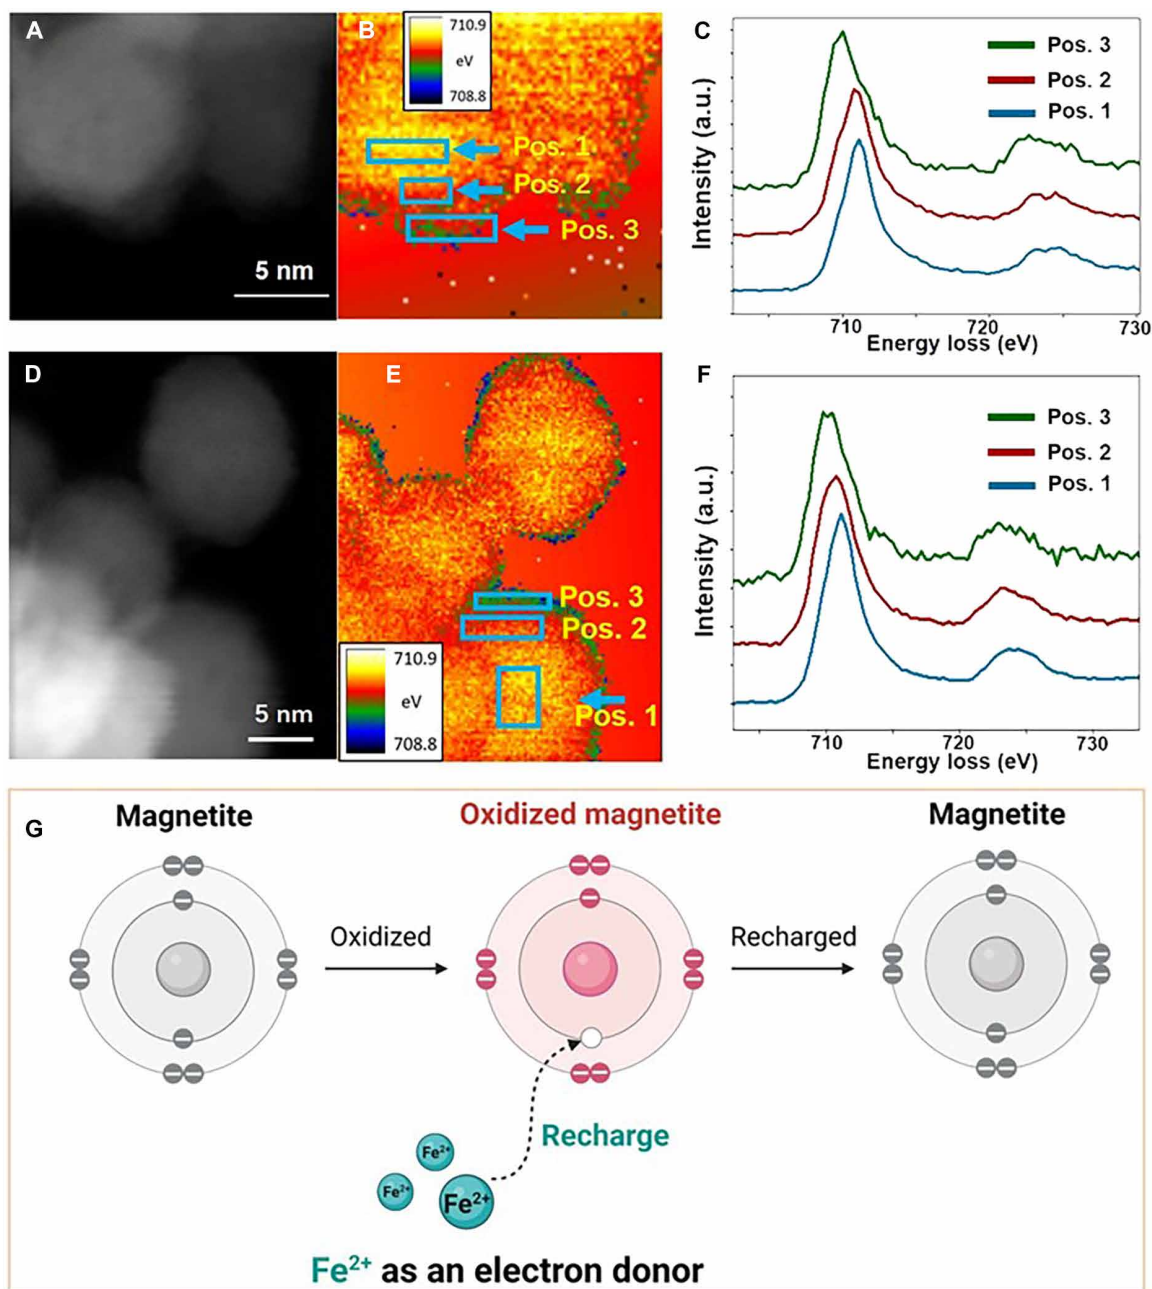 A
B
710.9
eV
708.8
Pos. 1
Pos. 2
Pos. 3
5 nm
C
Pos. 3
Pos. 2
Pos. 1
Intensity (a.u.)
710
720
730
Energy loss (eV)
D
E
Pos. 3
Pos. 2
Pos. 1
710.9
eV
708.8
5 nm
F
Pos. 3
Pos. 2
Pos. 1
Intensity (a.u.)
710
720
730
Energy loss (eV)
G
Magnetite
Oxidized magnetite
Magnetite
Oxidized
Recharged
Recharge
Fe²⁺
Fe²⁺
Fe²⁺
Fe²⁺ as an electron donor